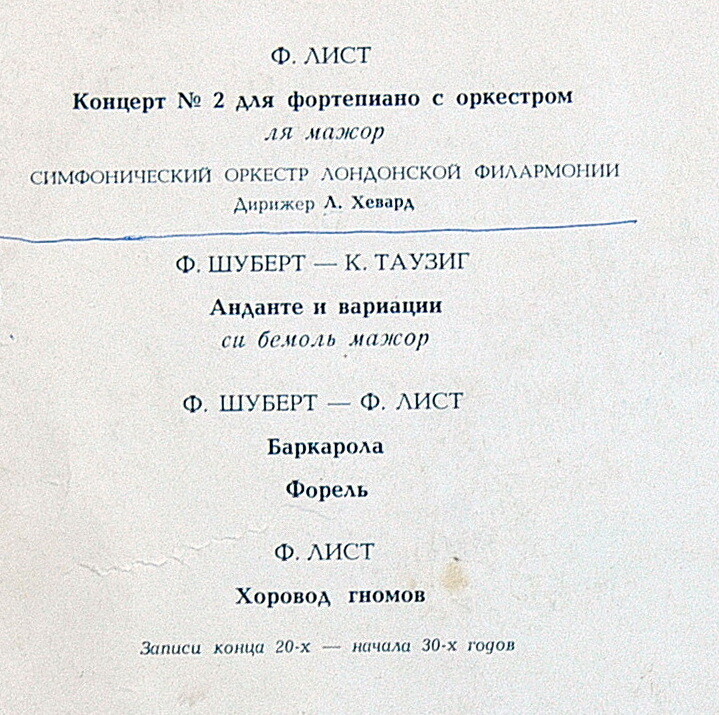 Ф. ЛИСТ
Концерт № 2 для фортепиано с оркестром
ля мажор
СИМФОНИЧЕСКИЙ ОРКЕСТР ЛОНДОНСКОЙ ФИЛАРМОНИИ
Дирижер Л. Хевард
Ф. ШУБЕРТ — К. ТАУЗИГ
Анданте и вариации
си бемоль мажор
Ф. ШУБЕРТ — Ф. ЛИСТ
Баркарола
Форель
Ф. ЛИСТ
Хоровод гномов
Записи конца 20-х — начала 30-х годов